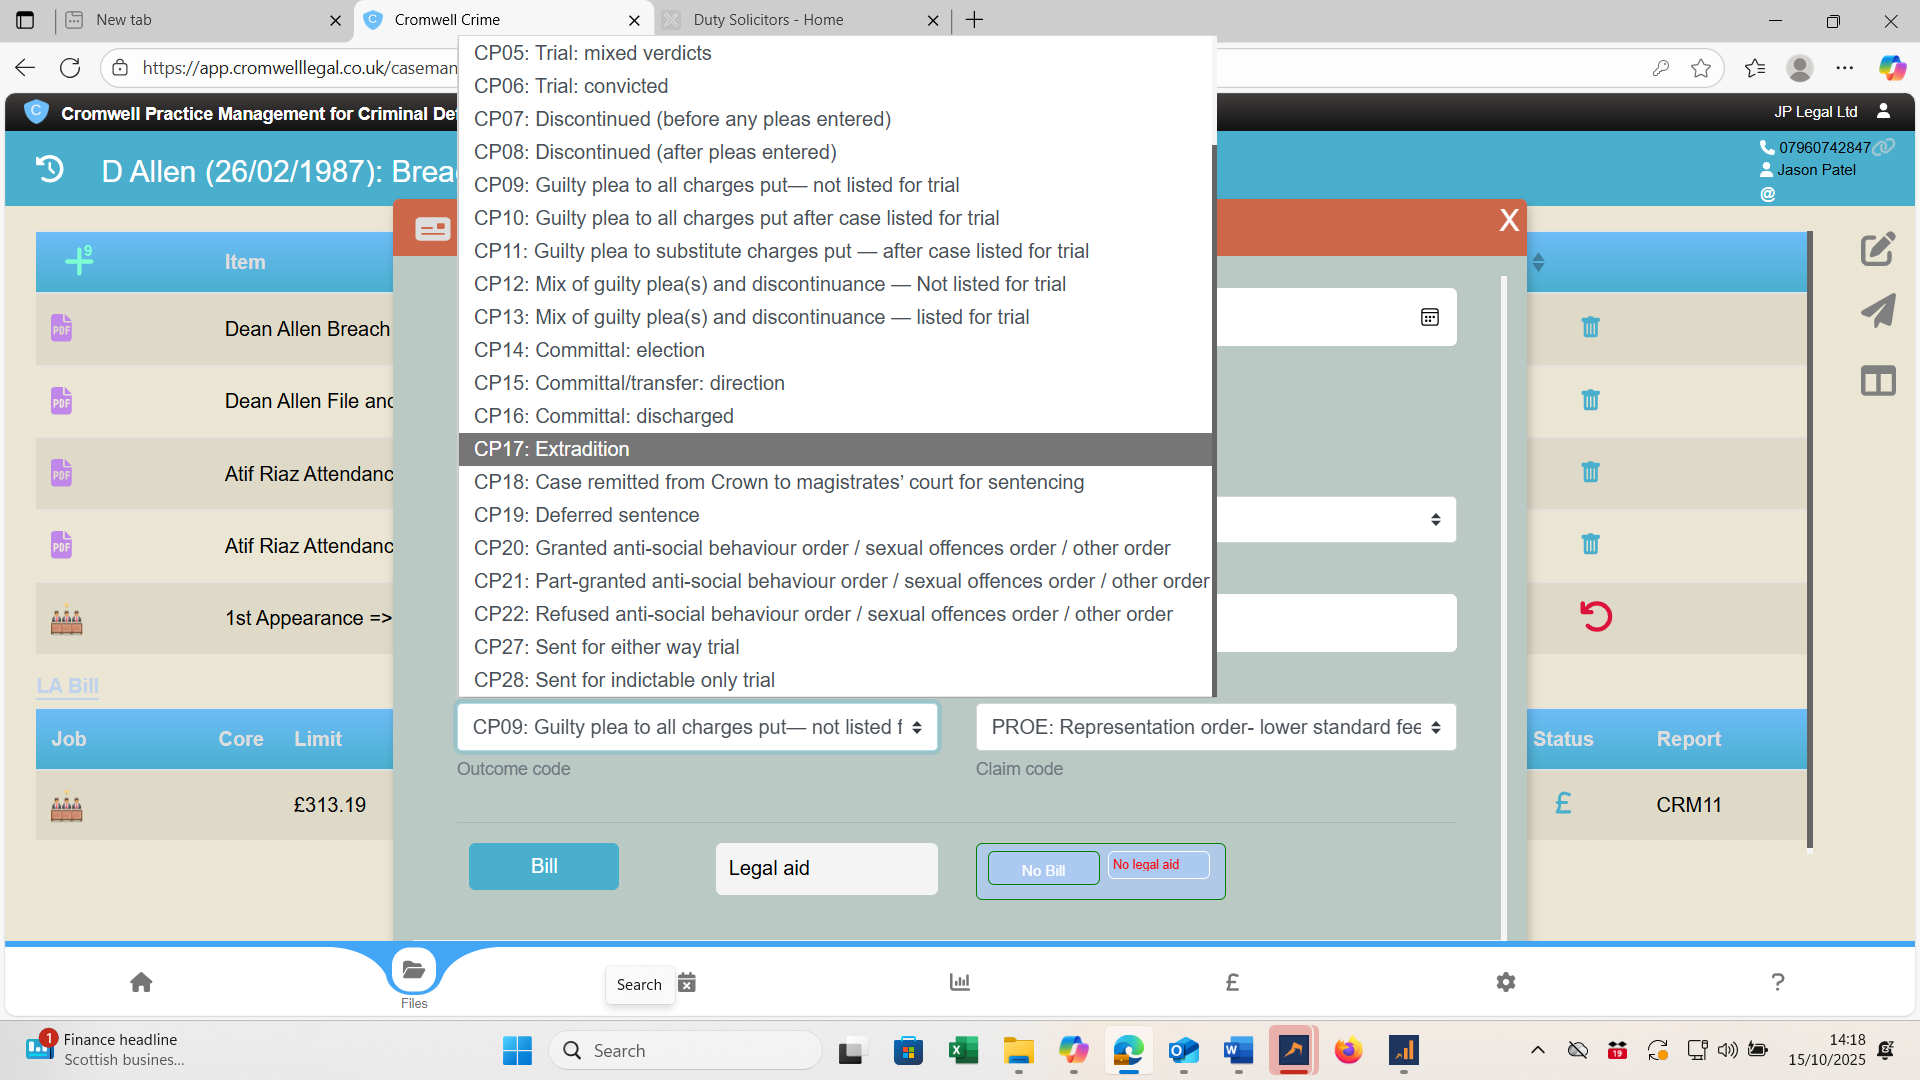 New tab
Cromwell Crime
Duty Solicitors - Home
https://app.cromwelllegal.co.uk/caseman
Cromwell Practice Management for Criminal De
JP Legal Ltd
D Allen (26/02/1987): Brea
07960742847
Jason Patel
@
CP05: Trial: mixed verdicts
CP06: Trial: convicted
CP07: Discontinued (before any pleas entered)
CP08: Discontinued (after pleas entered)
CP09: Guilty plea to all charges put— not listed for trial
CP10: Guilty plea to all charges put after case listed for trial
CP11: Guilty plea to substitute charges put — after case listed for trial
CP12: Mix of guilty plea(s) and discontinuance — Not listed for trial
CP13: Mix of guilty plea(s) and discontinuance — listed for trial
CP14: Committal: election
CP15: Committal/transfer: direction
CP16: Committal: discharged
CP17: Extradition
CP18: Case remitted from Crown to magistrates’ court for sentencing
CP19: Deferred sentence
CP20: Granted anti-social behaviour order / sexual offences order / other order
CP21: Part-granted anti-social behaviour order / sexual offences order / other order
CP22: Refused anti-social behaviour order / sexual offences order / other order
CP27: Sent for either way trial
CP28: Sent for indictable only trial
X
9
Item
PDF Dean Allen Breach
PDF Dean Allen File and
PDF Atif Riaz Attendanc
PDF Atif Riaz Attendanc
1st Appearance =>
LA Bill
Job Core Limit
Status Report
£313.19
£ CRM11
CP09: Guilty plea to all charges put— not listed f
PROE: Representation order- lower standard fee
Outcome code
Claim code
Bill
Legal aid
No Bill
No legal aid
Files
Search
£
?
1
Finance headline
Scottish busines...
Search
19
14:18
15/10/2025